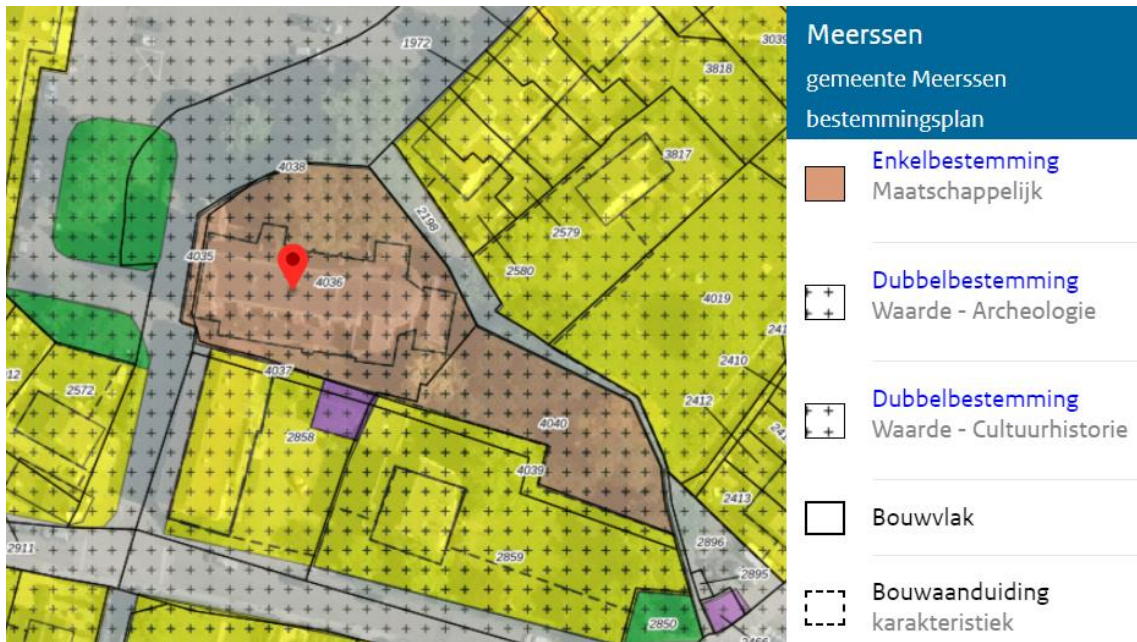 1972
3039
3818
3817
4038
2198
2579
4035
4036
2580
4019
2410
2572
4037
2412
2858
4040
4039
2413
2911
2859
2896
2895
2850
Meerssen
gemeente Meerssen
bestemmingsplan
Enkelbestemming
Maatschappelijk
Dubbelbestemming
Waarde - Archeologie
Dubbelbestemming
Waarde - Cultuurhistorie
Bouwvlak
Bouwaanduiding
karakteristiek